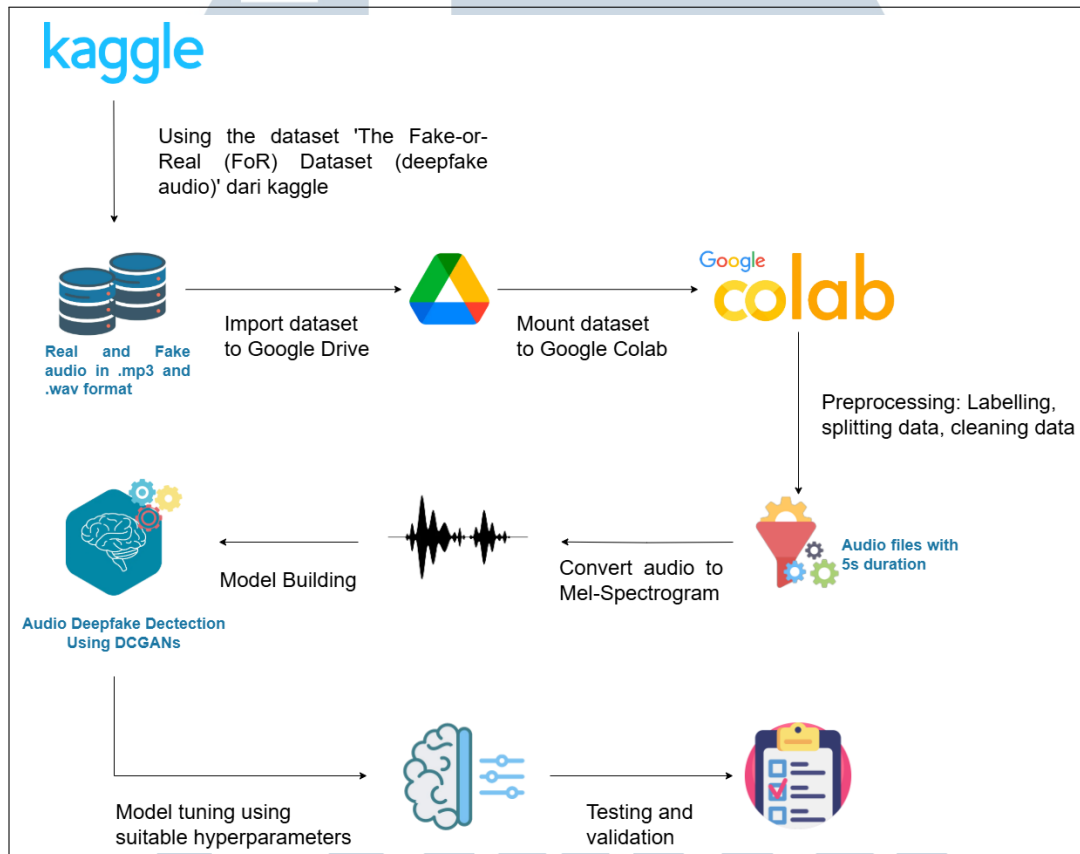 kaggle
Using the dataset 'The Fake-or-
Real (FoR) Dataset (deepfake
audio)' dari kaggle
Real and Fake
audio in .mp3 and
.wav format
Import dataset
to Google Drive
Mount dataset
to Google Colab
Google
colab
Preprocessing: Labelling,
splitting data, cleaning data
Audio files with
5s duration
Convert audio to
Mel-Spectrogram
Model Building
Audio Deepfake Dectection
Using DCGANs
Model tuning using
suitable hyperparameters
Testing and
validation